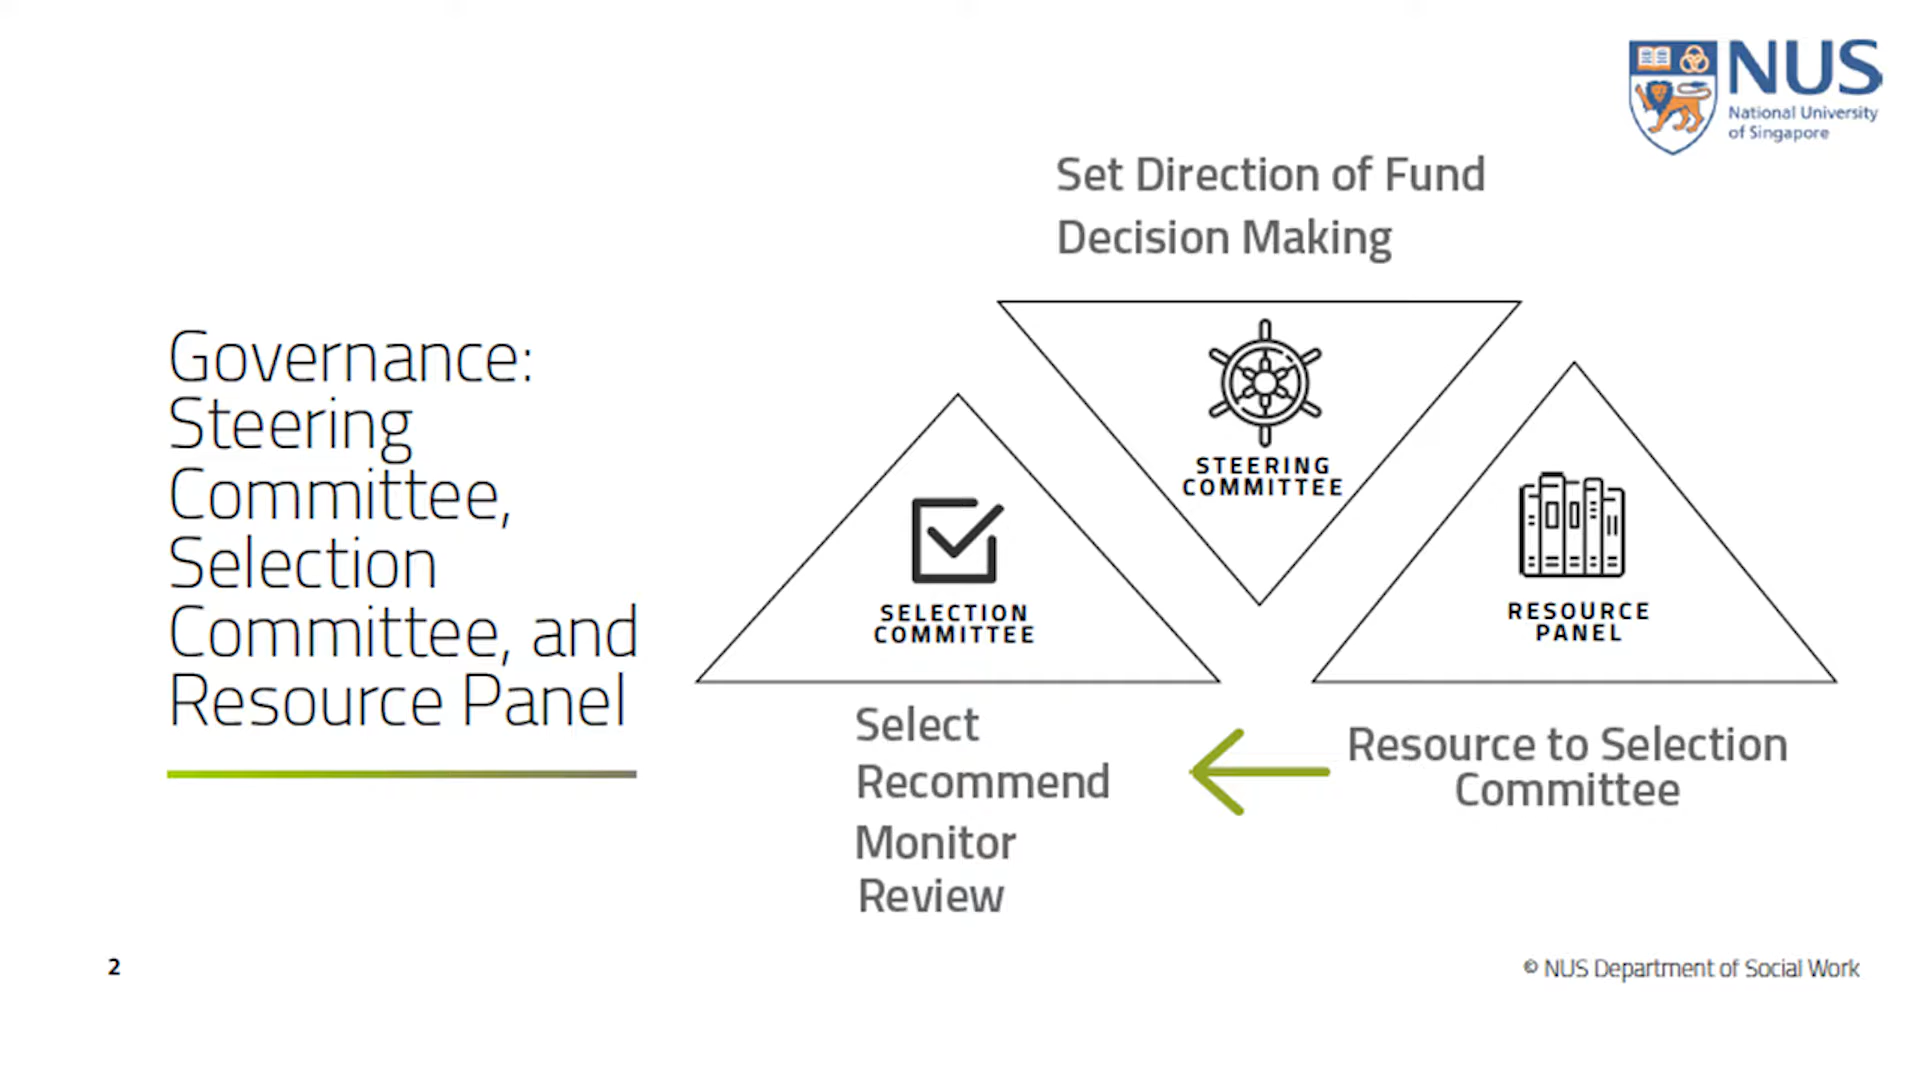 NUS
National University
of Singapore
Set Direction of Fund
Decision Making
Governance:
Steering
Committee,
Selection
Committee, and
Resource Panel
STEERING
COMMITTEE
SELECTION
COMMITTEE
RESOURCE
PANEL
Select
Recommend
Monitor
Review
Resource to Selection
Committee
2
© NUS Department of Social Work